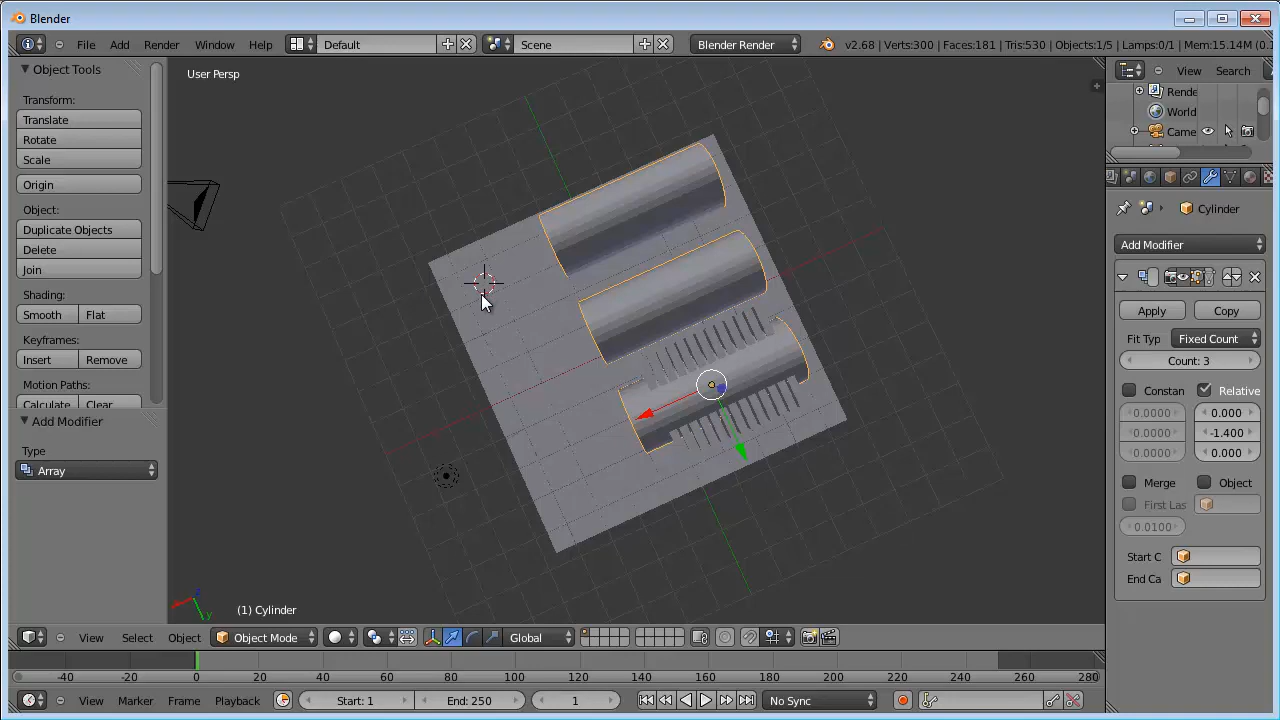 Blender
File Add Render Window Help Default Scene Blender Render v2.68 | Verts:300 | Faces:181 | Tris:530 | Objects:1/5 | Lamps:0/1 | Mem:15.14M (0.1
Object Tools
Transform:
Translate
Rotate
Scale
Origin
Object:
Duplicate Objects
Delete
Join
Shading:
Smooth Flat
Keyframes:
Insert Remove
Motion Paths:
Calculate Clear
Add Modifier
Type
Array
User Persp
z
y
(1) Cylinder
View Search
Rende
World
Came
Cylinder
Add Modifier
Apply Copy
Fit Typ Fixed Count
Count: 3
Constan Relative
0.0000 0.000
0.0000 -1.400
0.0000 0.000
Merge Object
First Las
0.0100
Start C
End Ca
View Select Object Object Mode Global
-40 -20 0 20 40 60 80 100 120 140 160 180 200 220 240 260 280
View Marker Frame Playback Start: 1 End: 250 1 No Sync